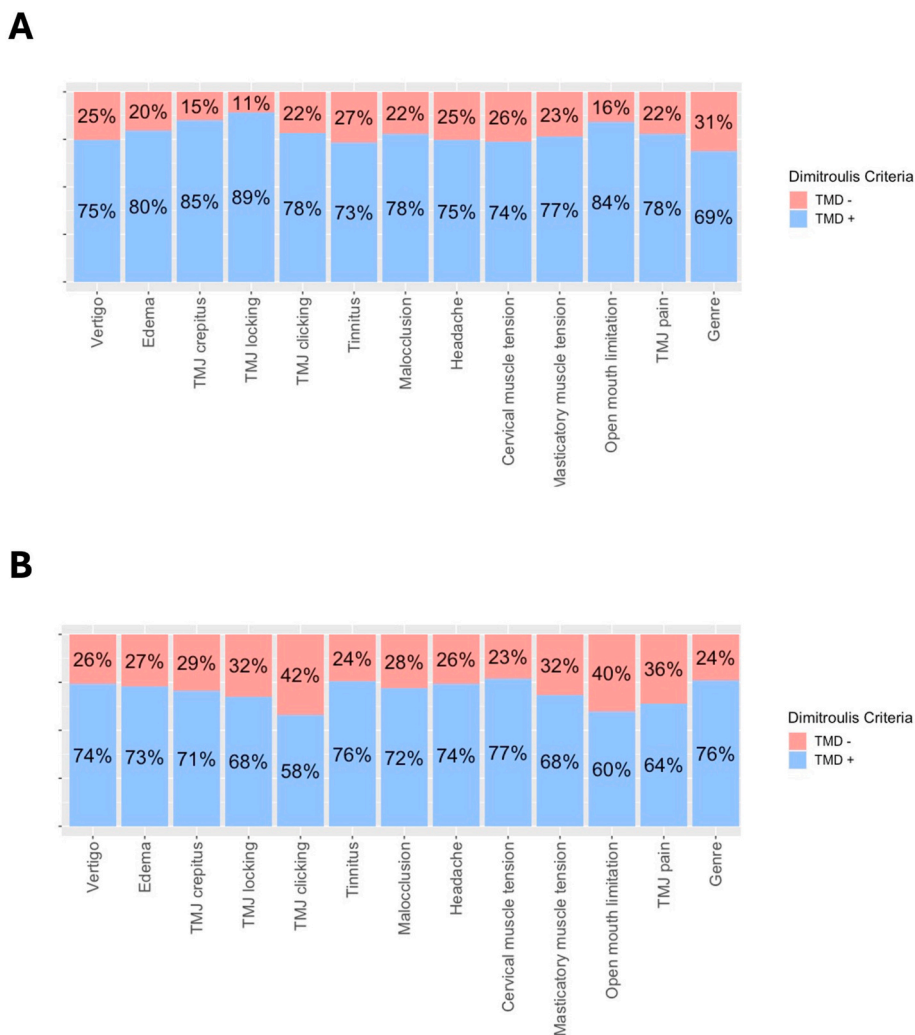 A
25% 20% 15% 11% 22% 27% 22% 25% 26% 23% 16% 22% 31%
75% 80% 85% 89% 78% 73% 78% 75% 74% 77% 84% 78% 69%
Dimitroulis Criteria
TMD -
TMD +
Vertigo
Edema
TMJ crepitus
TMJ locking
TMJ clicking
Tinnitus
Malocclusion
Headache
Cervical muscle tension
Masticatory muscle tension
Open mouth limitation
TMJ pain
Genre
B
26% 27% 29% 32% 42% 24% 28% 26% 23% 32% 40% 36% 24%
74% 73% 71% 68% 58% 76% 72% 74% 77% 68% 60% 64% 76%
Dimitroulis Criteria
TMD -
TMD +
Vertigo
Edema
TMJ crepitus
TMJ locking
TMJ clicking
Tinnitus
Malocclusion
Headache
Cervical muscle tension
Masticatory muscle tension
Open mouth limitation
TMJ pain
Genre